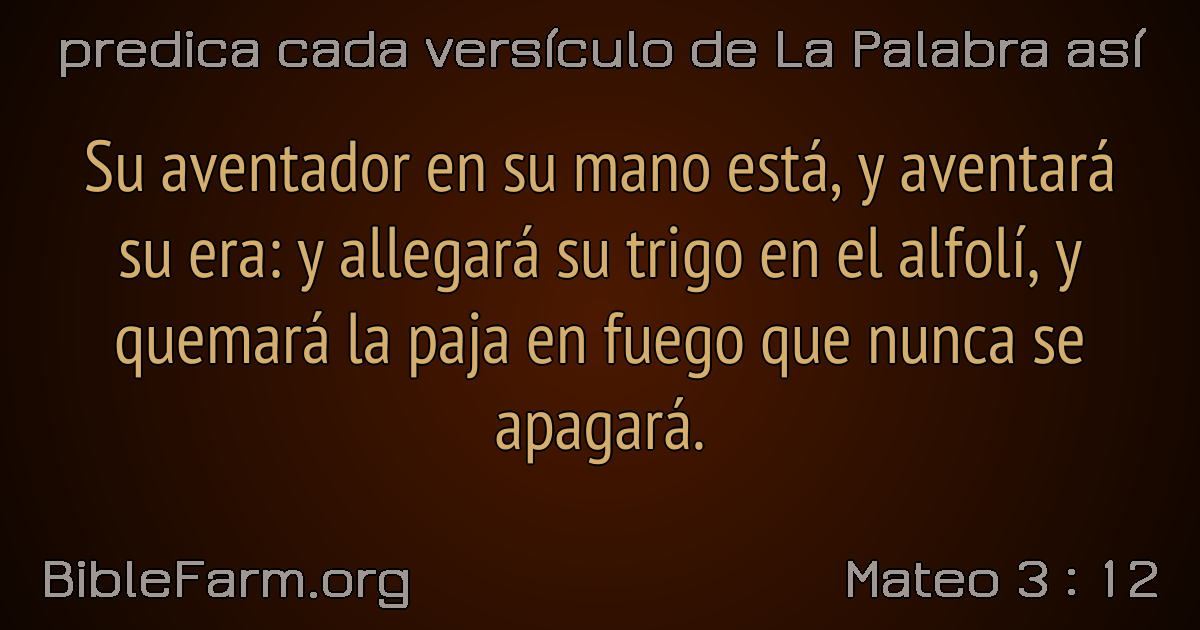 predica cada versículo de La Palabra así
Su aventador en su mano está, y aventará
su era: y allegará su trigo en el alfolí, y
quemará la paja en fuego que nunca se
apagará.
BibleFarm.org
Mateo 3 : 12